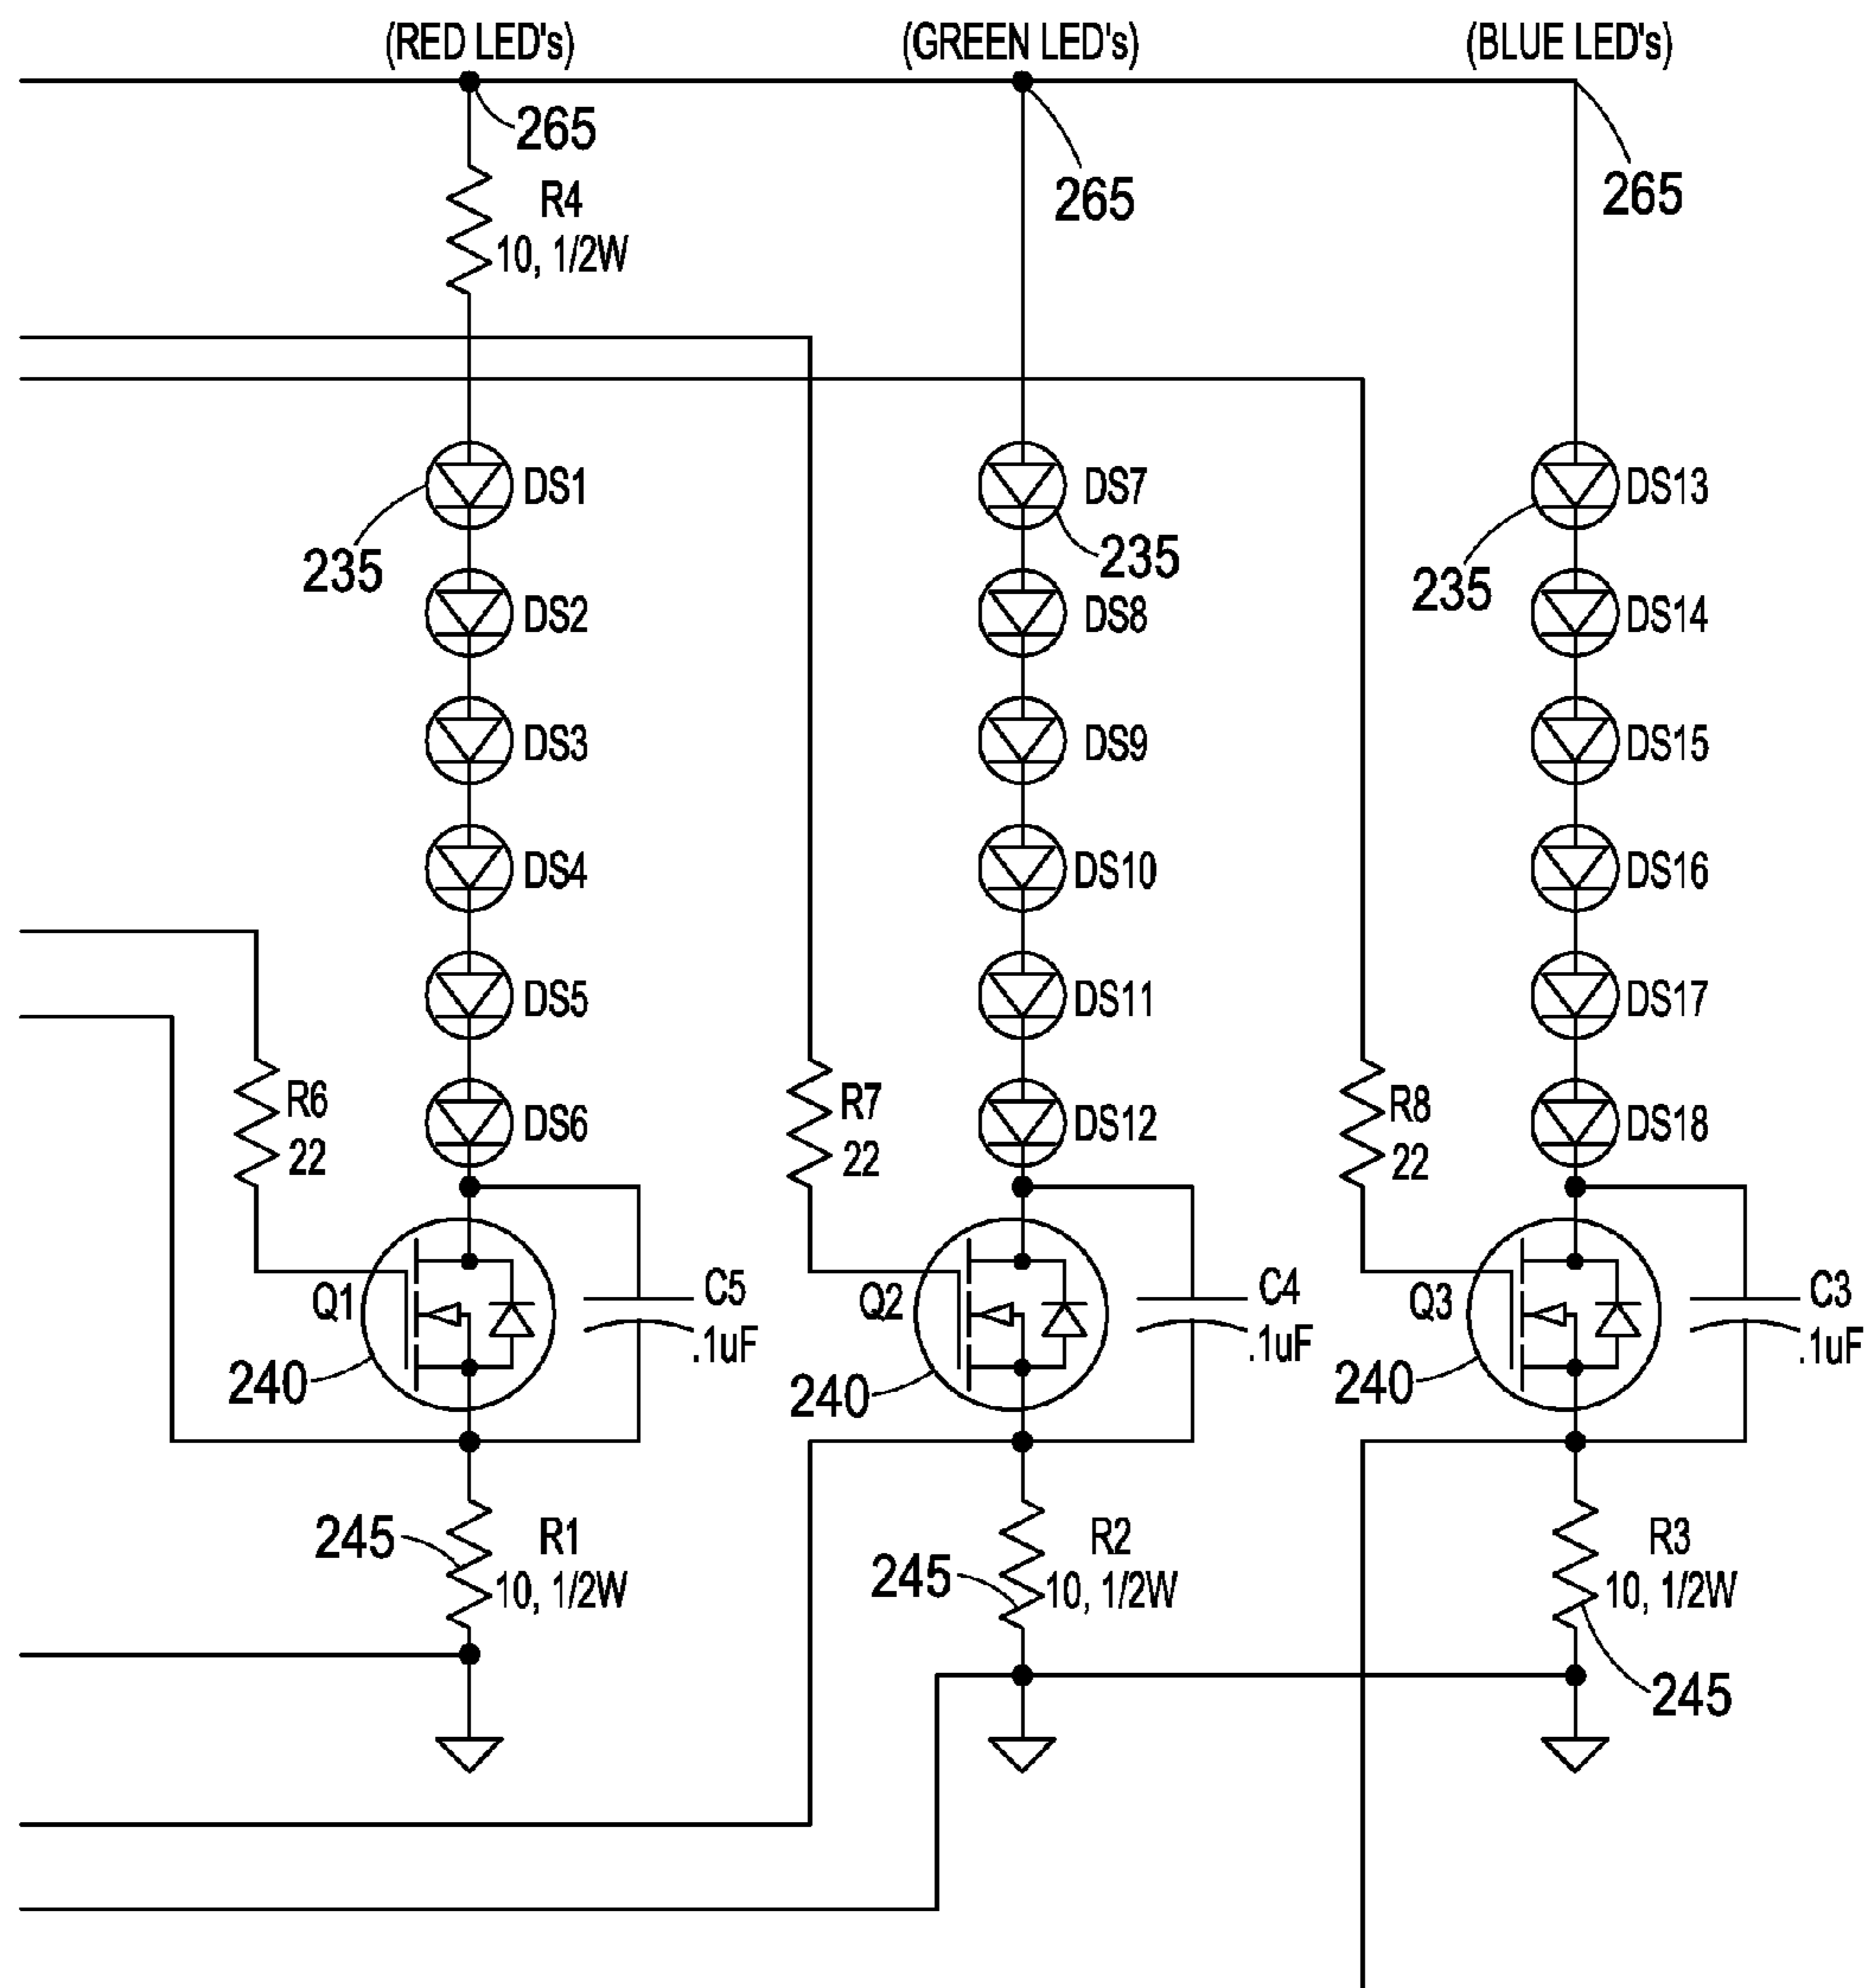 (RED LED's) (GREEN LED's) (BLUE LED's)
265
265
265
R4
10, 1/2W
DS1 DS7 DS13
235
235
235
DS2 DS8 DS14
DS3 DS9 DS15
DS4 DS10 DS16
DS5 DS11 DS17
R6
22
R7
22
R8
22
DS6 DS12 DS18
Q1
C5
.1uF
240
Q2
C4
.1uF
240
Q3
C3
.1uF
240
245
R1
10, 1/2W
245
R2
10, 1/2W
R3
10, 1/2W
245